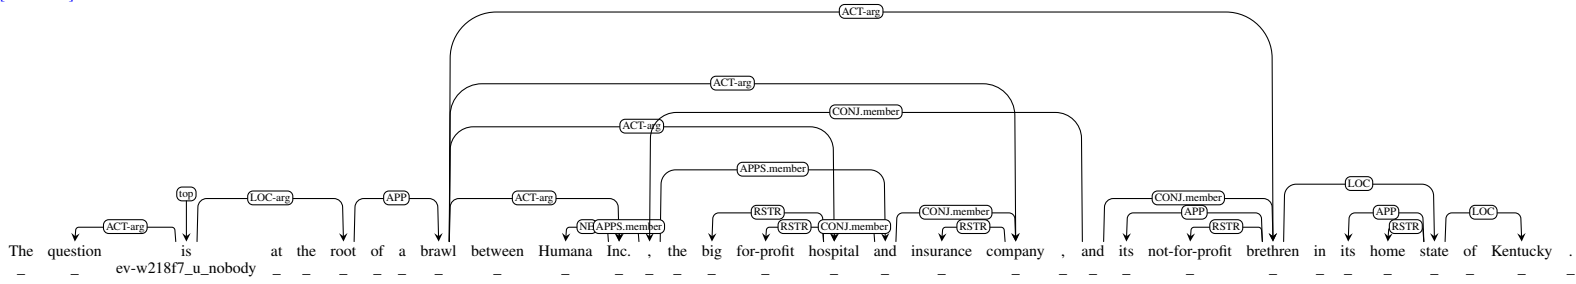 ACT-arg
ACT-arg
CONJ.member
ACT-arg
APPS.member
LOC
top LOC-arg APP ACT-arg CONJ.member
RSTR CONJ.member APP APP LOC
ACT-arg NE APPS.member RSTR CONJ.member RSTR RSTR RSTR
The question is at the root of a brawl between Humana Inc. , the big for-profit hospital and insurance company , and its not-for-profit brethren in its home state of Kentucky .
_ _ ev-w218f7_u_nobody _ _ _ _ _ _ _ _ _ _ _ _ _ _ _ _ _ _ _ _ _ _ _ _ _ _ _ _ _